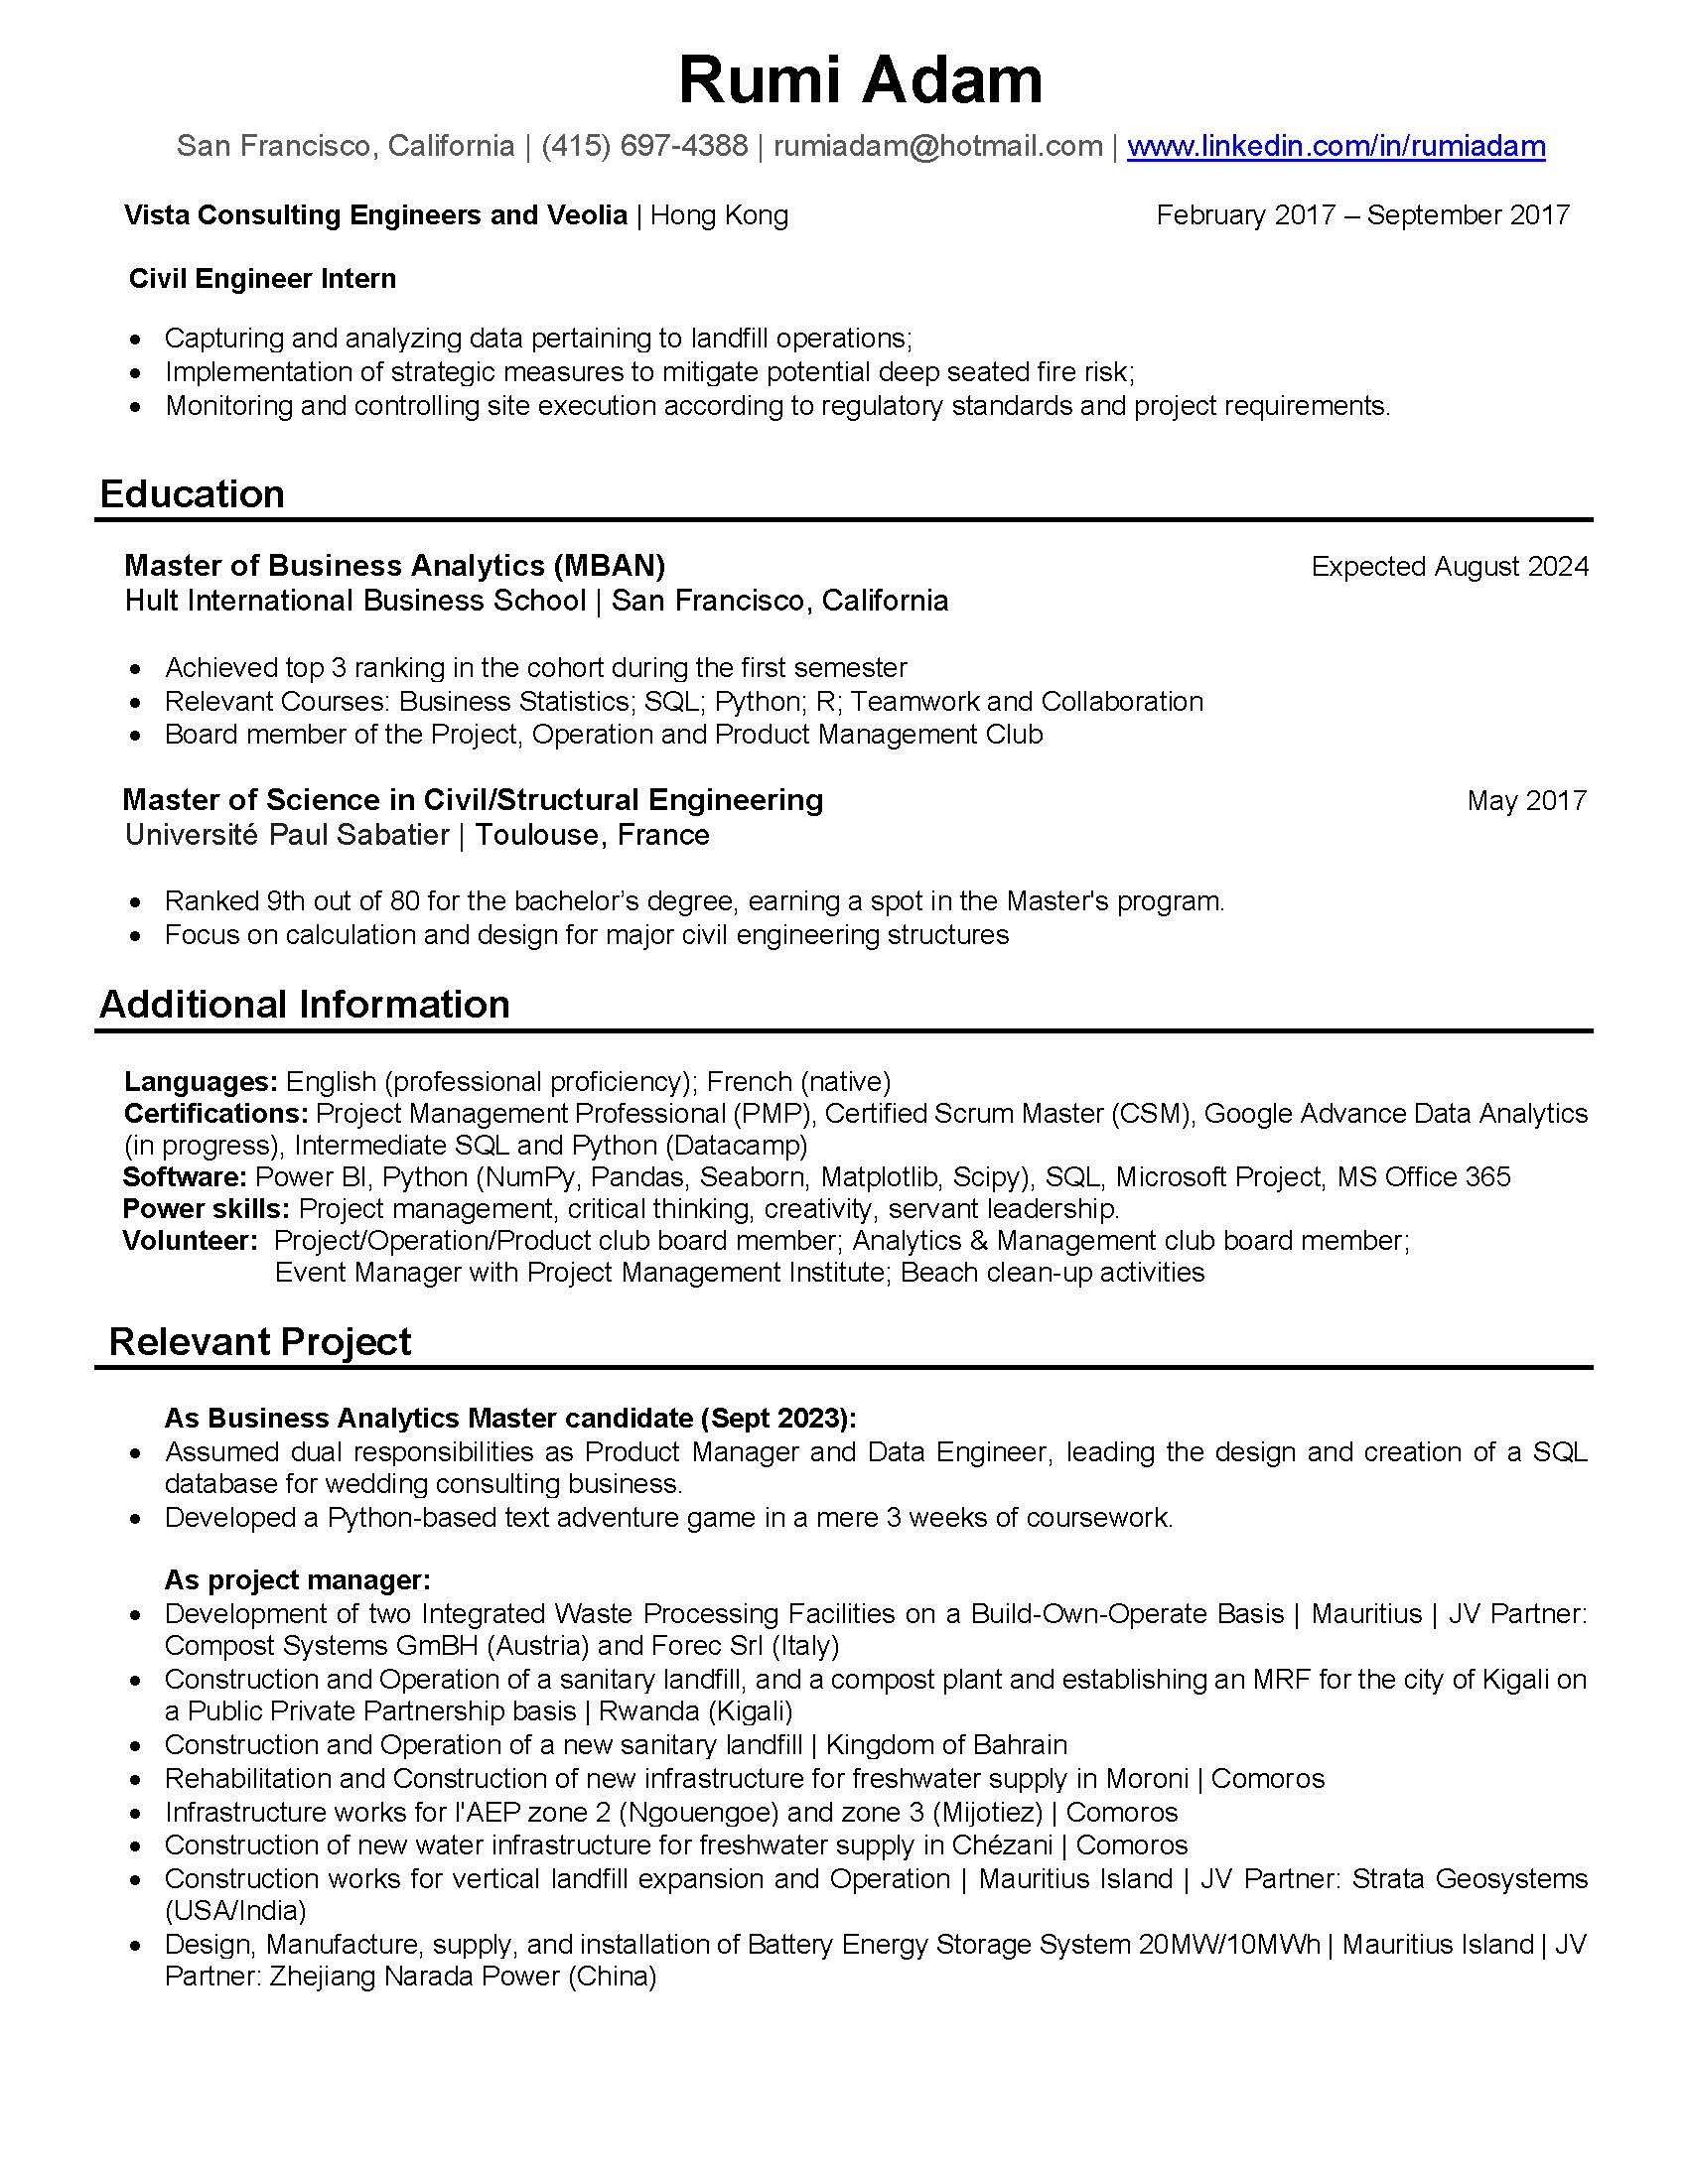 Rumi Adam
San Francisco, California | (415) 697-4388 | rumiadam@hotmail.com | www.linkedin.com/in/rumiadam
Vista Consulting Engineers and Veolia | Hong Kong February 2017 – September 2017
Civil Engineer Intern
• Capturing and analyzing data pertaining to landfill operations;
• Implementation of strategic measures to mitigate potential deep seated fire risk;
• Monitoring and controlling site execution according to regulatory standards and project requirements.
Education
Master of Business Analytics (MBAN) Expected August 2024
Hult International Business School | San Francisco, California
• Achieved top 3 ranking in the cohort during the first semester
• Relevant Courses: Business Statistics; SQL; Python; R; Teamwork and Collaboration
• Board member of the Project, Operation and Product Management Club
Master of Science in Civil/Structural Engineering May 2017
Université Paul Sabatier | Toulouse, France
• Ranked 9th out of 80 for the bachelor’s degree, earning a spot in the Master's program.
• Focus on calculation and design for major civil engineering structures
Additional Information
Languages: English (professional proficiency); French (native)
Certifications: Project Management Professional (PMP), Certified Scrum Master (CSM), Google Advance Data Analytics
(in progress), Intermediate SQL and Python (Datacamp)
Software: Power BI, Python (NumPy, Pandas, Seaborn, Matplotlib, Scipy), SQL, Microsoft Project, MS Office 365
Power skills: Project management, critical thinking, creativity, servant leadership.
Volunteer: Project/Operation/Product club board member; Analytics & Management club board member;
Event Manager with Project Management Institute; Beach clean-up activities
Relevant Project
As Business Analytics Master candidate (Sept 2023):
• Assumed dual responsibilities as Product Manager and Data Engineer, leading the design and creation of a SQL
database for wedding consulting business.
• Developed a Python-based text adventure game in a mere 3 weeks of coursework.
As project manager:
• Development of two Integrated Waste Processing Facilities on a Build-Own-Operate Basis | Mauritius | JV Partner:
Compost Systems GmBH (Austria) and Forec Srl (Italy)
• Construction and Operation of a sanitary landfill, and a compost plant and establishing an MRF for the city of Kigali on
a Public Private Partnership basis | Rwanda (Kigali)
• Construction and Operation of a new sanitary landfill | Kingdom of Bahrain
• Rehabilitation and Construction of new infrastructure for freshwater supply in Moroni | Comoros
• Infrastructure works for l'AEP zone 2 (Ngouengoe) and zone 3 (Mijotiez) | Comoros
• Construction of new water infrastructure for freshwater supply in Chézani | Comoros
• Construction works for vertical landfill expansion and Operation | Mauritius Island | JV Partner: Strata Geosystems
(USA/India)
• Design, Manufacture, supply, and installation of Battery Energy Storage System 20MW/10MWh | Mauritius Island | JV
Partner: Zhejiang Narada Power (China)